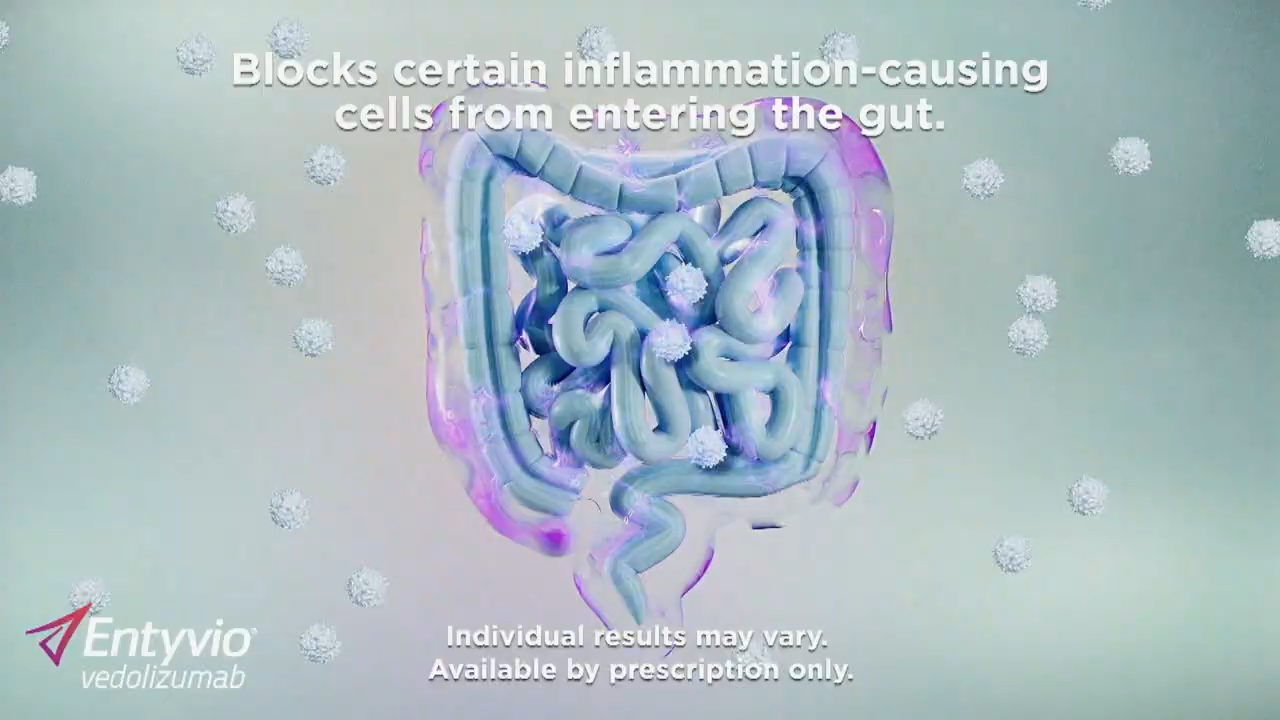 Blocks certain inflammation-causing
cells from entering the gut.
Entyvio®
vedolizumab
Individual results may vary.
Available by prescription only.